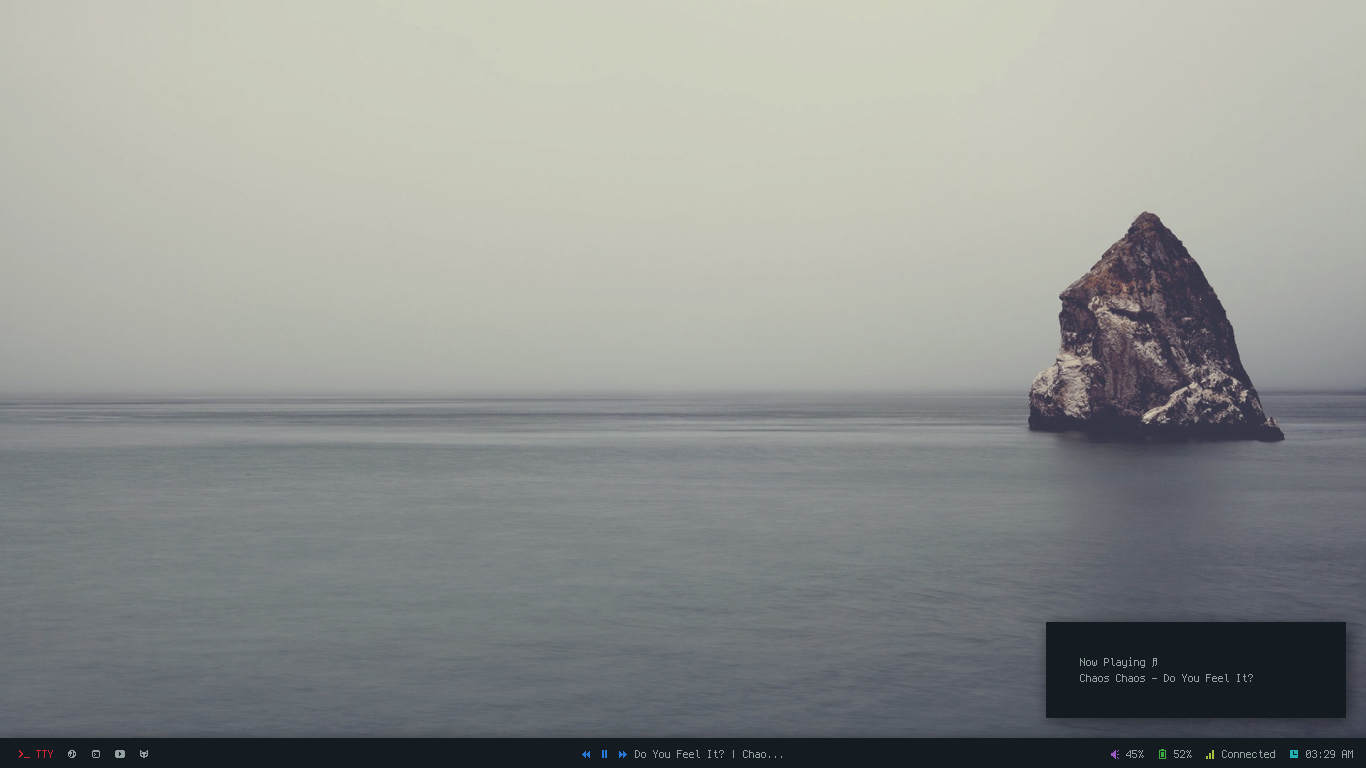 Now Playing ♬
Chaos Chaos - Do You Feel It?
>_ TTY
Do You Feel It? | Chao...
45%
52%
Connected
03:29 AM